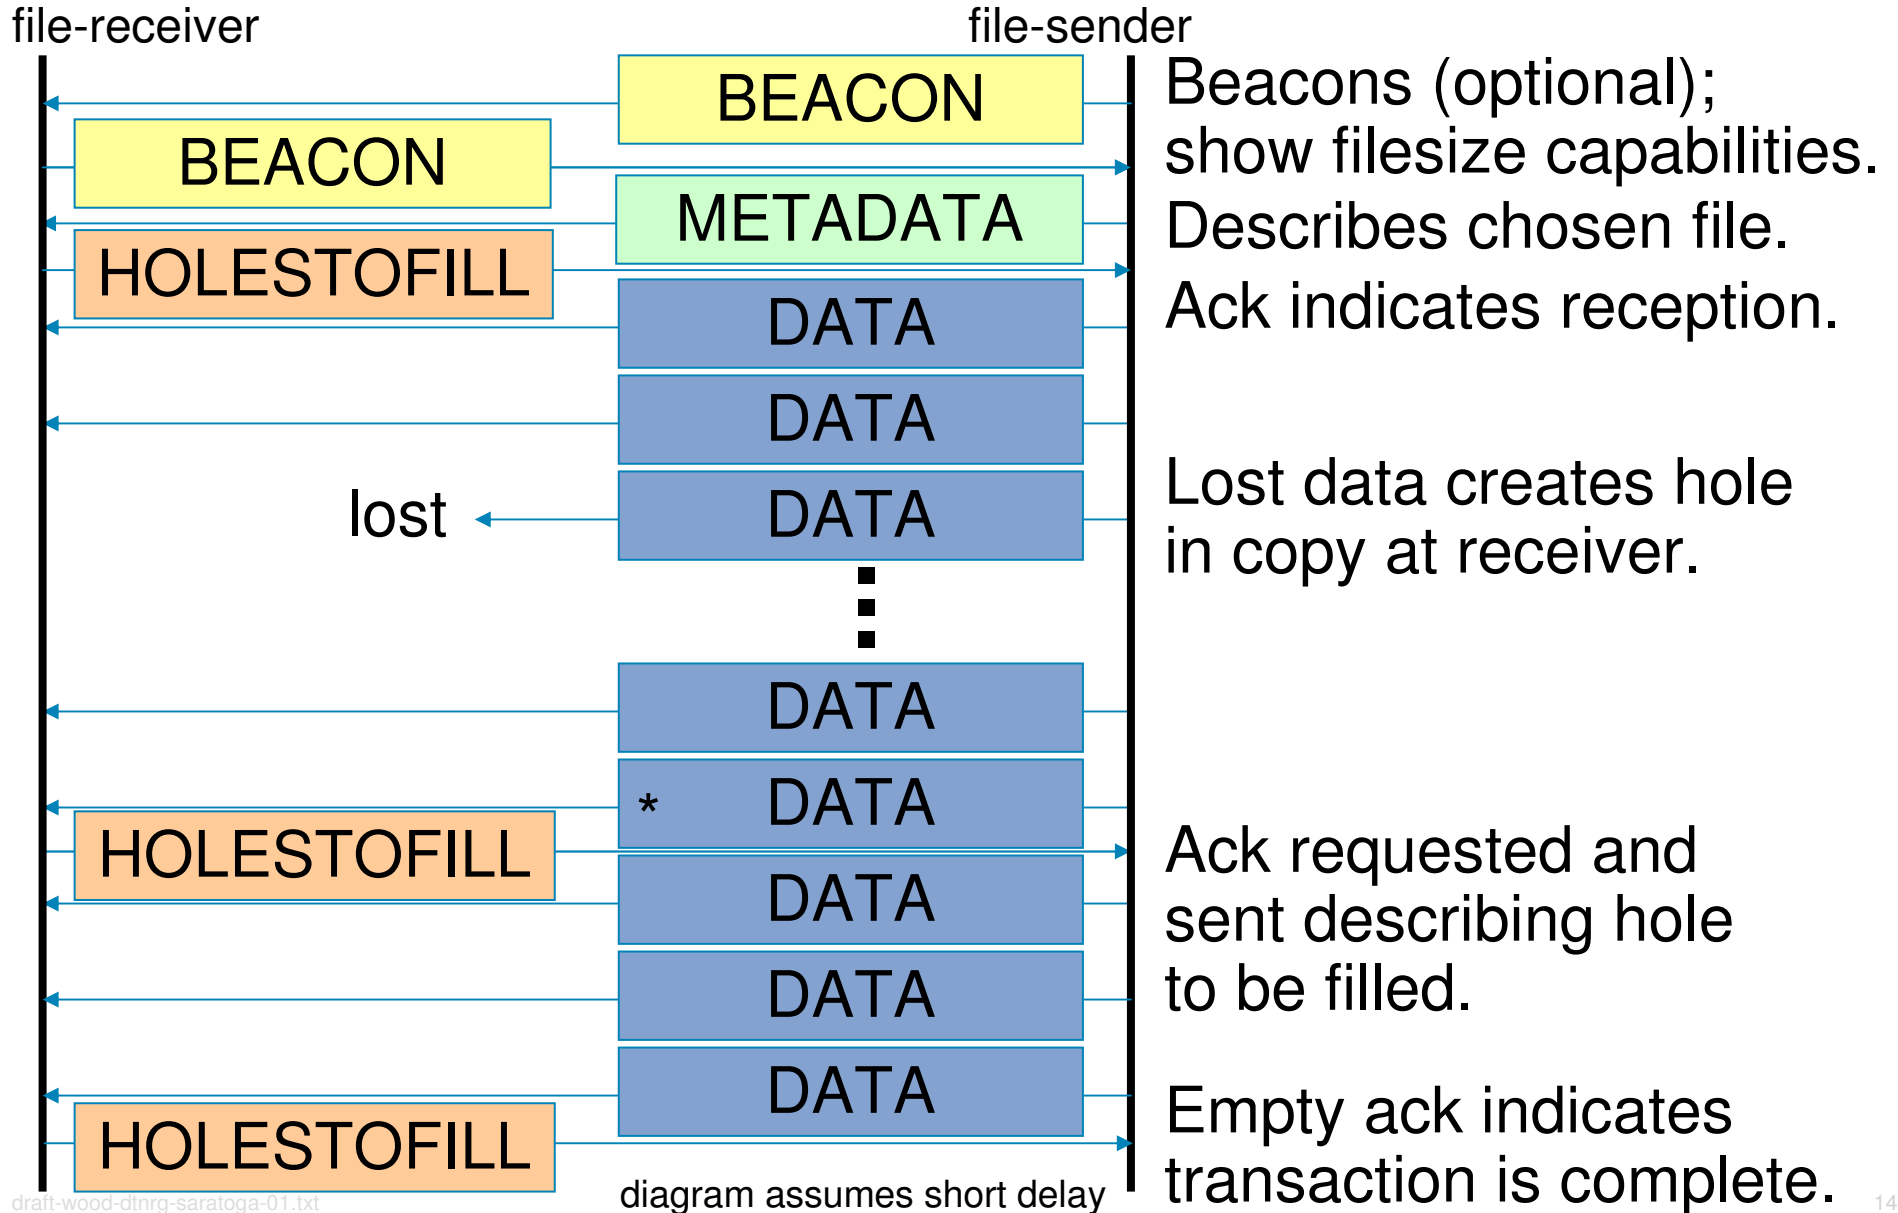 file-receiver
file-sender
BEACON
Beacons (optional);
show filesize capabilities.
BEACON
METADATA
Describes chosen file.
HOLESTOFILL
Ack indicates reception.
DATA
DATA
lost
DATA
Lost data creates hole
in copy at receiver.
DATA
* DATA
HOLESTOFILL
Ack requested and
sent describing hole
to be filled.
DATA
DATA
DATA
HOLESTOFILL
Empty ack indicates
transaction is complete.
diagram assumes short delay
draft-wood-dtnrg-saratoga-01.txt
14